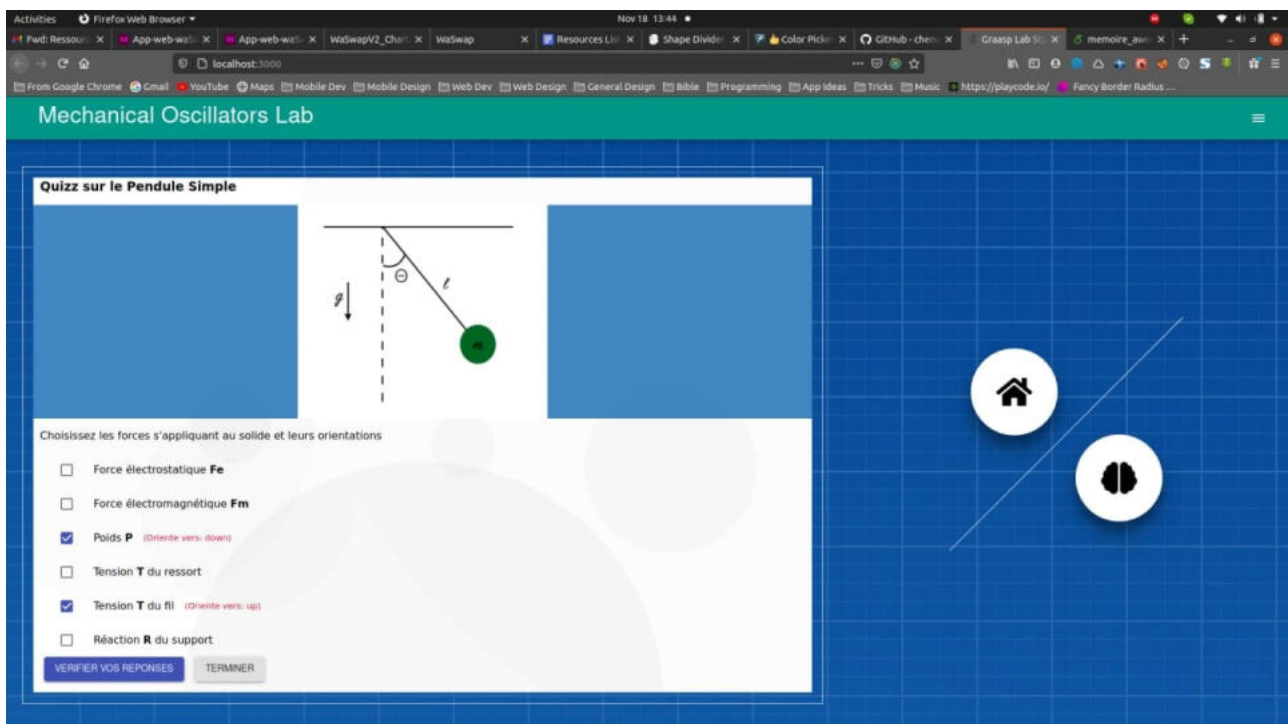 Activities Firefox Web Browser Nov 18 13:44
Fwd: Ressour App-web-waS App-web-waS WaSwapV2_Char WaSwap Resources Lis Shape Divider Color Picker GitHub - chen Graasp Lab St memoire_awo
localhost:3000
From Google Chrome Gmail YouTube Maps Mobile Dev Mobile Design Web Dev Web Design General Design Bible Programming App Ideas Tricks Music https://playcode.io/ Fancy Border Radius ...
Mechanical Oscillators Lab
Quizz sur le Pendule Simple
Θ
l
g
m
Choisissez les forces s'appliquant au solide et leurs orientations
Force électrostatique Fe
Force électromagnétique Fm
Poids P (Oriente vers: down)
Tension T du ressort
Tension T du fil (Oriente vers: up)
Réaction R du support
VERIFIER VOS REPONSES TERMINER